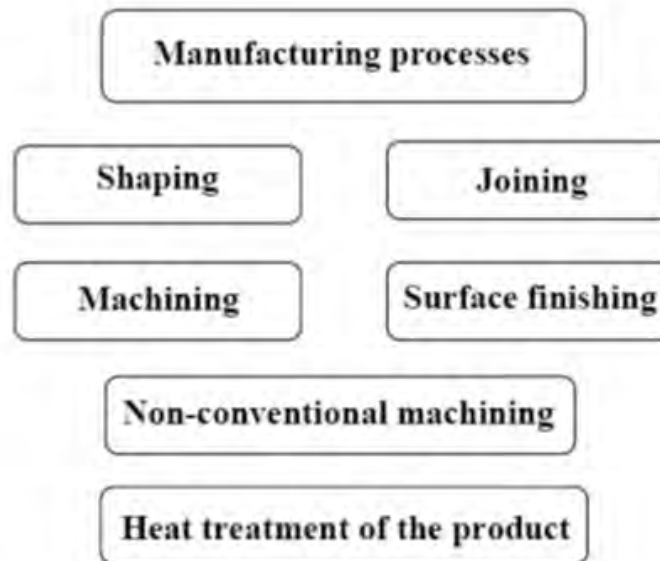 Manufacturing processes
Shaping
Joining
Machining
Surface finishing
Non-conventional machining
Heat treatment of the product